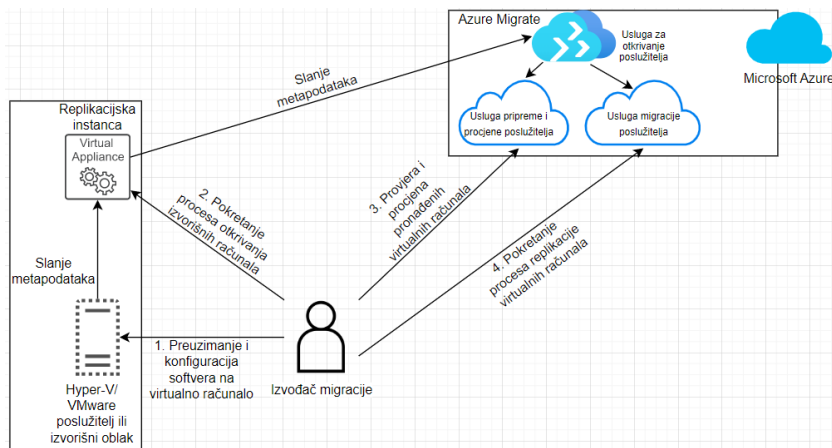 Azure Migrate
Usluga za
otkrivanje
poslužitelja
Microsoft Azure
Usluga pripreme i
procjene poslužitelja
Usluga migracije
poslužitelja
Slanje
metapodataka
Replikacijska
instanca
Virtual
Appliance
2. Pokretanje
procesa otkrivanja
izvorišnih računala
3. Provjera i
procjena
pronađenih
virtualnih računala
4. Pokretanje
procesa replikacije
virtualnih računala
Slanje
metapodataka
1. Preuzimanje i
konfiguracija
softvera na
virtualno računalo
Izvođač migracije
Hyper-V/
VMware
poslužitelj ili
izvorišni oblak